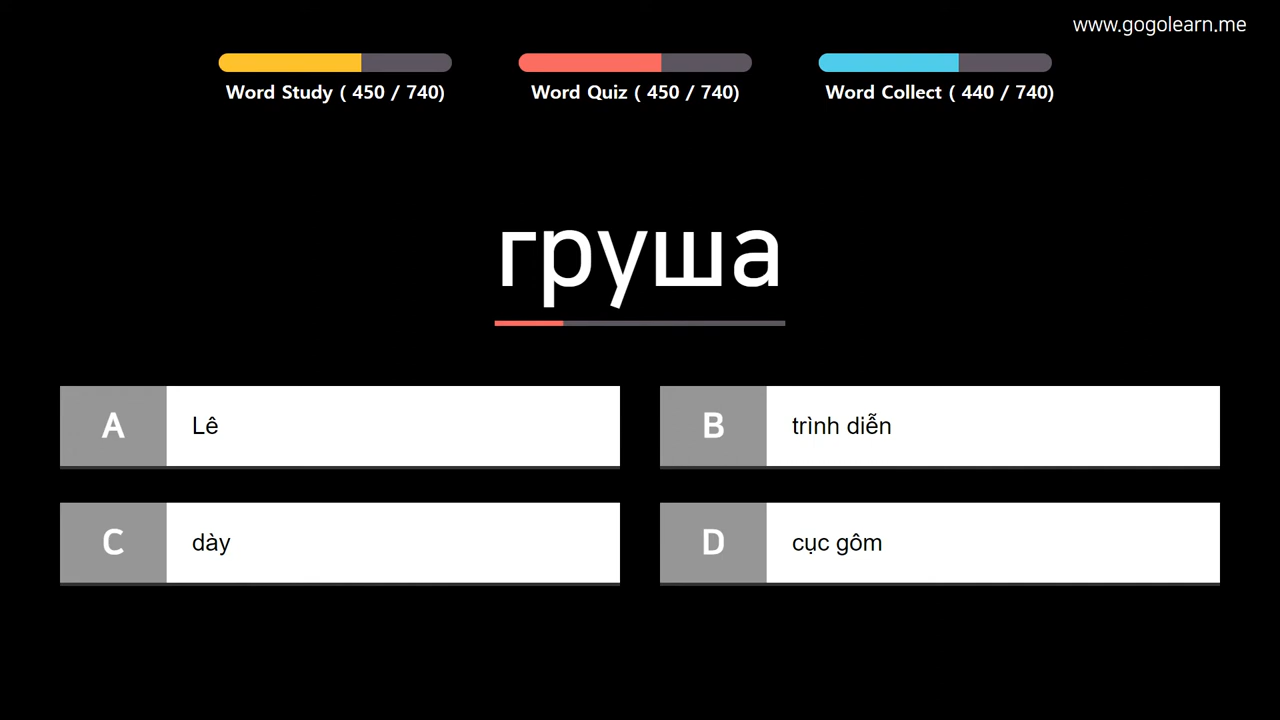 www.gogolearn.me
Word Study ( 450 / 740)
Word Quiz ( 450 / 740)
Word Collect ( 440 / 740)
груша
A Lê
B trình diễn
C dày
D cục gôm